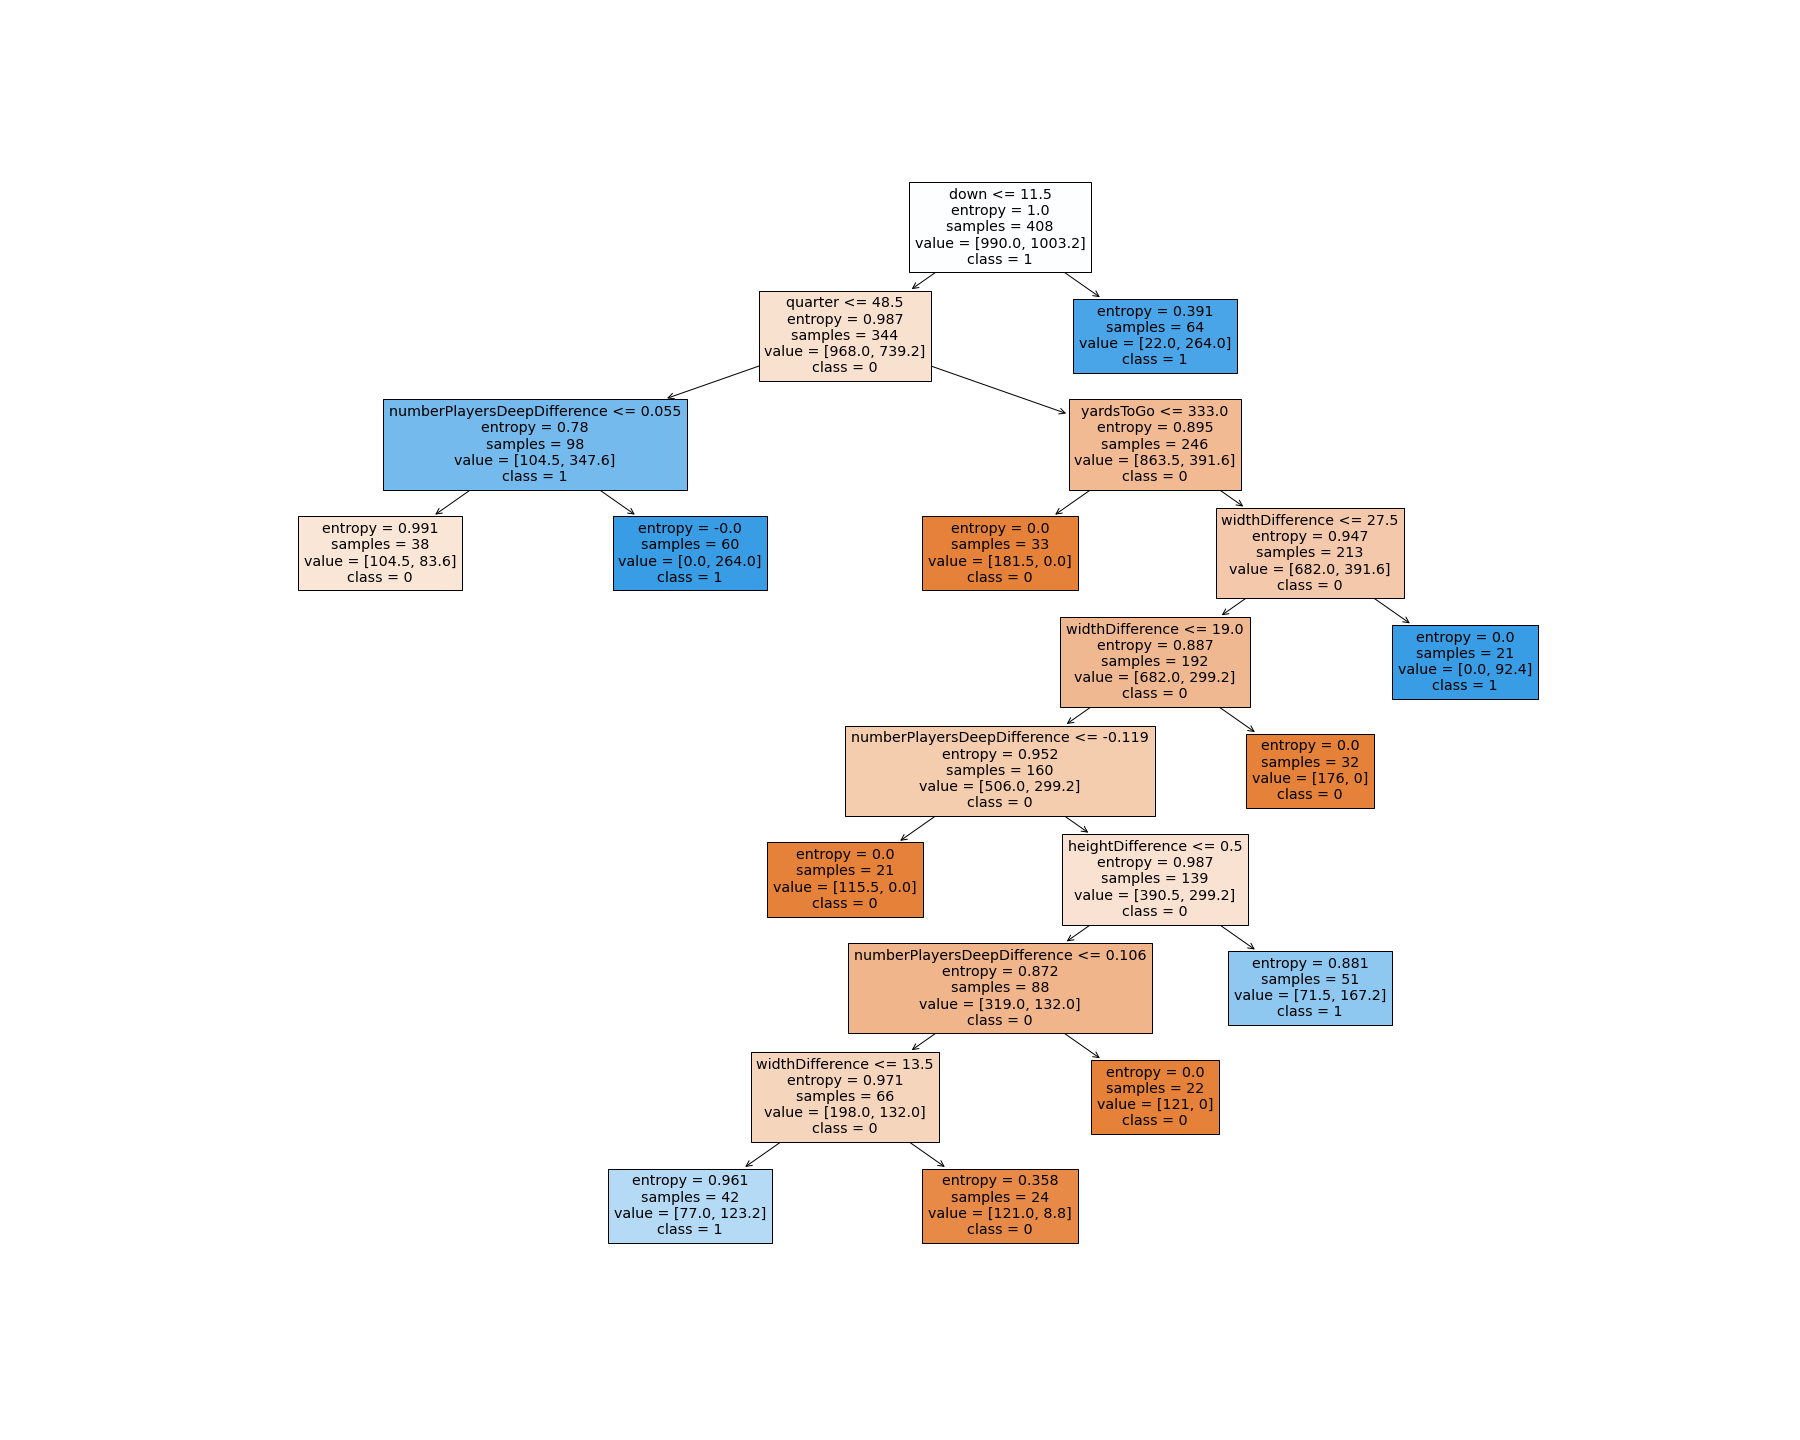 down <= 11.5
entropy = 1.0
samples = 408
value = [990.0, 1003.2]
class = 1
quarter <= 48.5
entropy = 0.987
samples = 344
value = [968.0, 739.2]
class = 0
entropy = 0.391
samples = 64
value = [22.0, 264.0]
class = 1
numberPlayersDeepDifference <= 0.055
entropy = 0.78
samples = 98
value = [104.5, 347.6]
class = 1
yardsToGo <= 333.0
entropy = 0.895
samples = 246
value = [863.5, 391.6]
class = 0
entropy = 0.991
samples = 38
value = [104.5, 83.6]
class = 0
entropy = -0.0
samples = 60
value = [0.0, 264.0]
class = 1
entropy = 0.0
samples = 33
value = [181.5, 0.0]
class = 0
widthDifference <= 27.5
entropy = 0.947
samples = 213
value = [682.0, 391.6]
class = 0
widthDifference <= 19.0
entropy = 0.887
samples = 192
value = [682.0, 299.2]
class = 0
entropy = 0.0
samples = 21
value = [0.0, 92.4]
class = 1
numberPlayersDeepDifference <= -0.119
entropy = 0.952
samples = 160
value = [506.0, 299.2]
class = 0
entropy = 0.0
samples = 32
value = [176, 0]
class = 0
entropy = 0.0
samples = 21
value = [115.5, 0.0]
class = 0
heightDifference <= 0.5
entropy = 0.987
samples = 139
value = [390.5, 299.2]
class = 0
numberPlayersDeepDifference <= 0.106
entropy = 0.872
samples = 88
value = [319.0, 132.0]
class = 0
entropy = 0.881
samples = 51
value = [71.5, 167.2]
class = 1
widthDifference <= 13.5
entropy = 0.971
samples = 66
value = [198.0, 132.0]
class = 0
entropy = 0.0
samples = 22
value = [121, 0]
class = 0
entropy = 0.961
samples = 42
value = [77.0, 123.2]
class = 1
entropy = 0.358
samples = 24
value = [121.0, 8.8]
class = 0